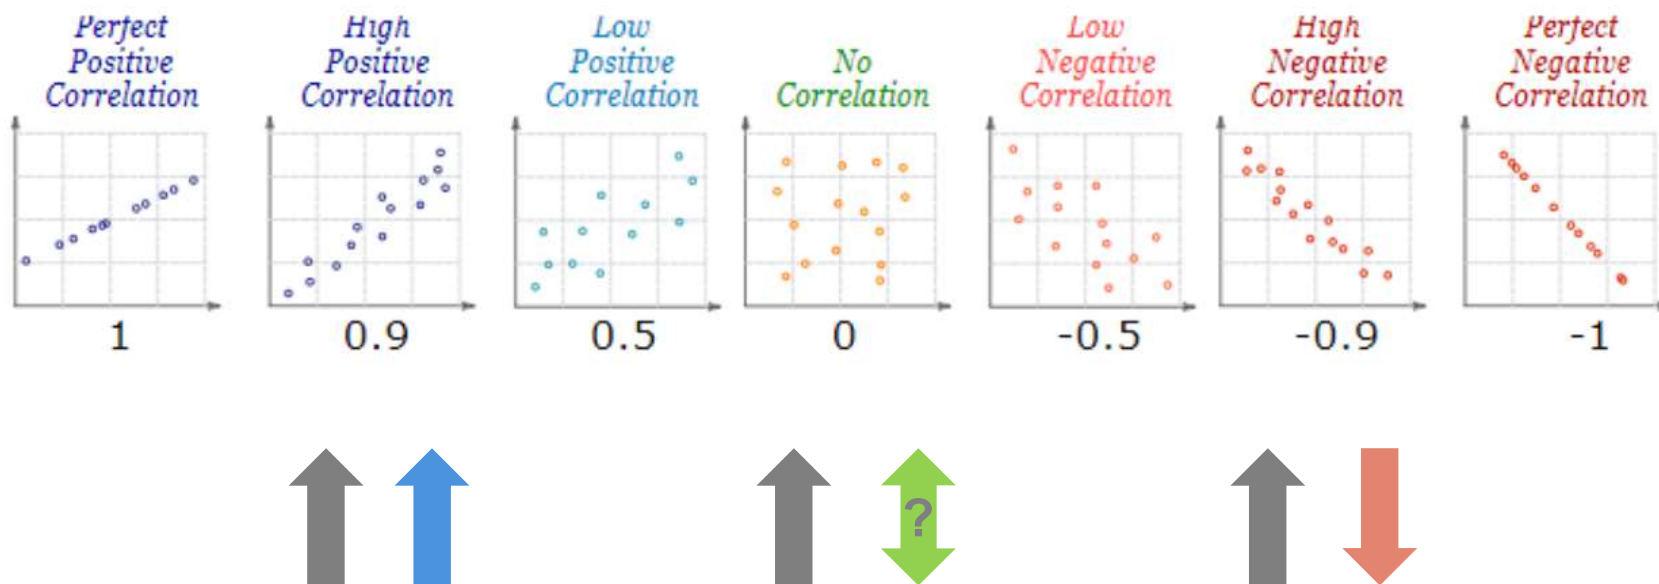 Perfect
Positive
Correlation
High
Positive
Correlation
Low
Positive
Correlation
No
Correlation
Low
Negative
Correlation
High
Negative
Correlation
Perfect
Negative
Correlation
1
0.9
0.5
0
-0.5
-0.9
-1
?